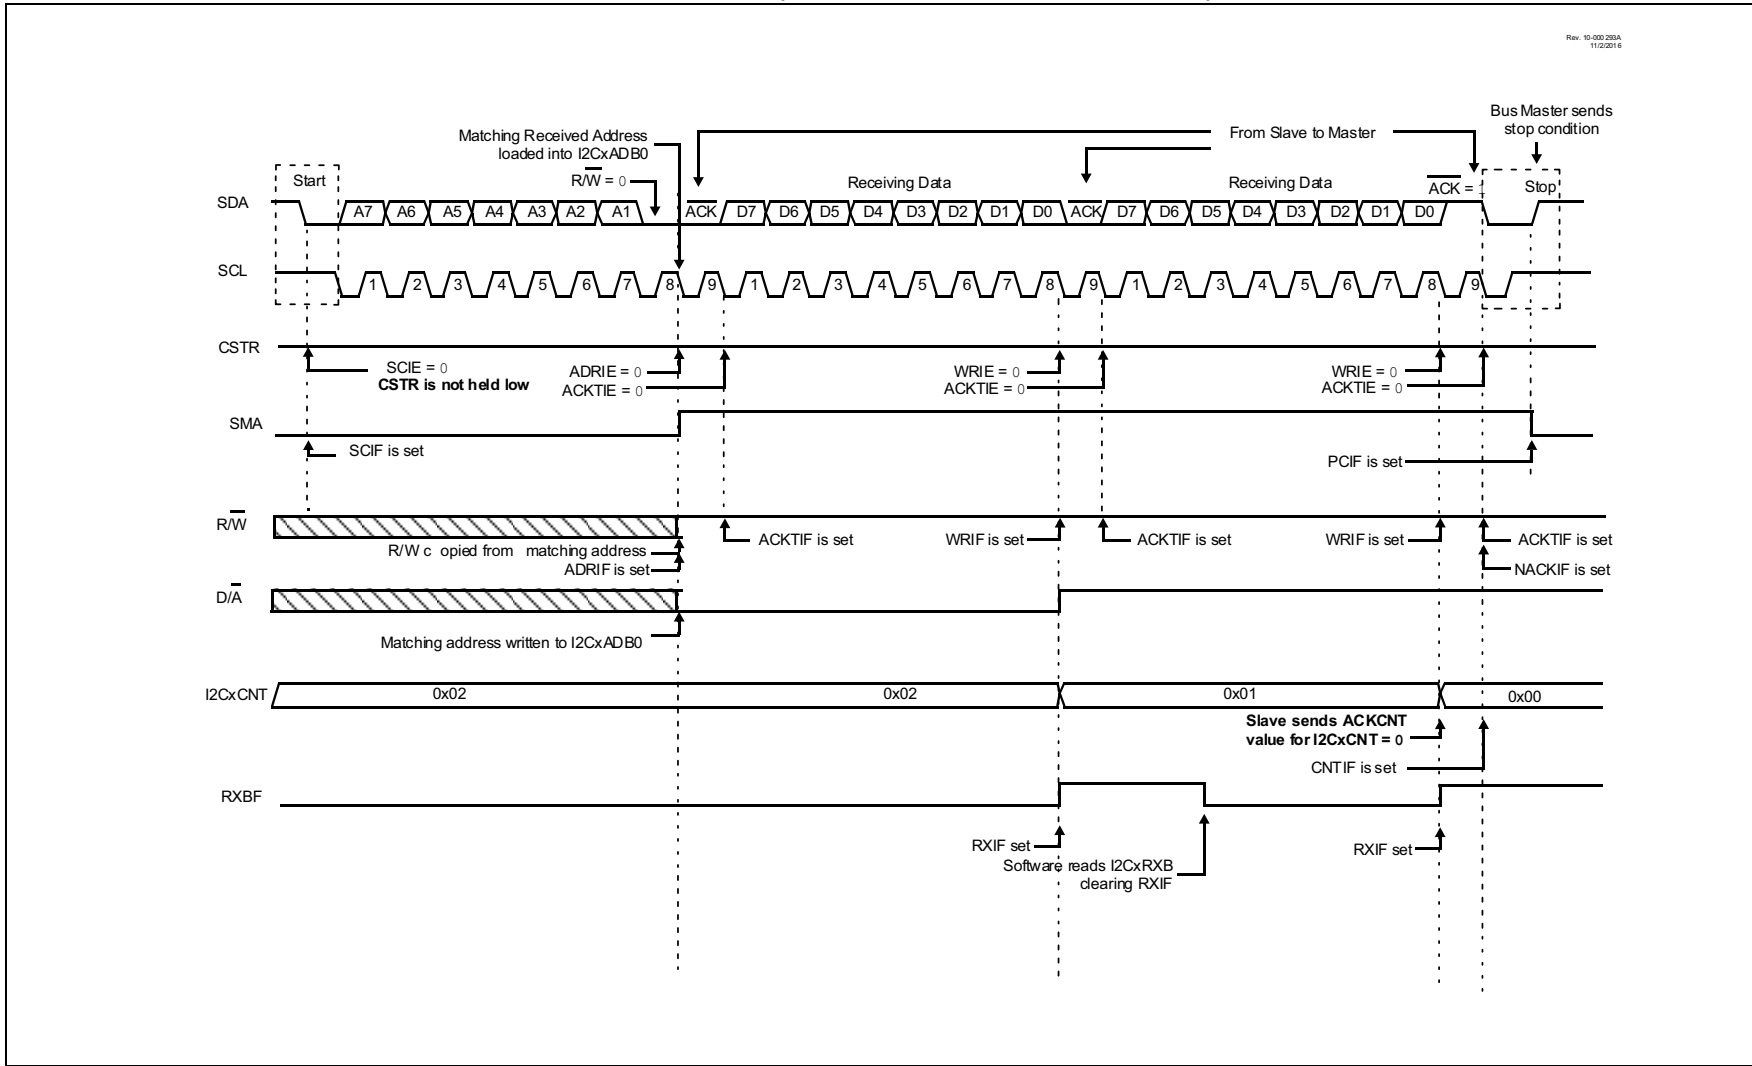 Rev. 10-000 293A
11/2/2016
Bus Master sends
stop condition
Matching Received Address
loaded into I2CxADB0
From Slave to Master
R/W = 0
Start
Receiving Data
Receiving Data
ACK = 1
Stop
SDA
A7 A6 A5 A4 A3 A2 A1 ACK D7 D6 D5 D4 D3 D2 D1 D0 ACK D7 D6 D5 D4 D3 D2 D1 D0
SCL
1 2 3 4 5 6 7 8 9 1 2 3 4 5 6 7 8 9 1 2 3 4 5 6 7 8 9
CSTR
SCIE = 0
CSTR is not held low
ADRIE = 0
ACKTIE = 0
WRIE = 0
ACKTIE = 0
WRIE = 0
ACKTIE = 0
SMA
SCIF is set
PCIF is set
R/W
R/W c opied from matching address
ADRIF is set
ACKTIF is set
WRIF is set
ACKTIF is set
WRIF is set
ACKTIF is set
NACKIF is set
D/A
Matching address written to I2CxADB0
I2CxCNT
0x02
0x02
0x01
0x00
Slave sends ACKCNT
value for I2CxCNT = 0
CNTIF is set
RXBF
RXIF set
Software reads I2CxRXB
clearing RXIF
RXIF set